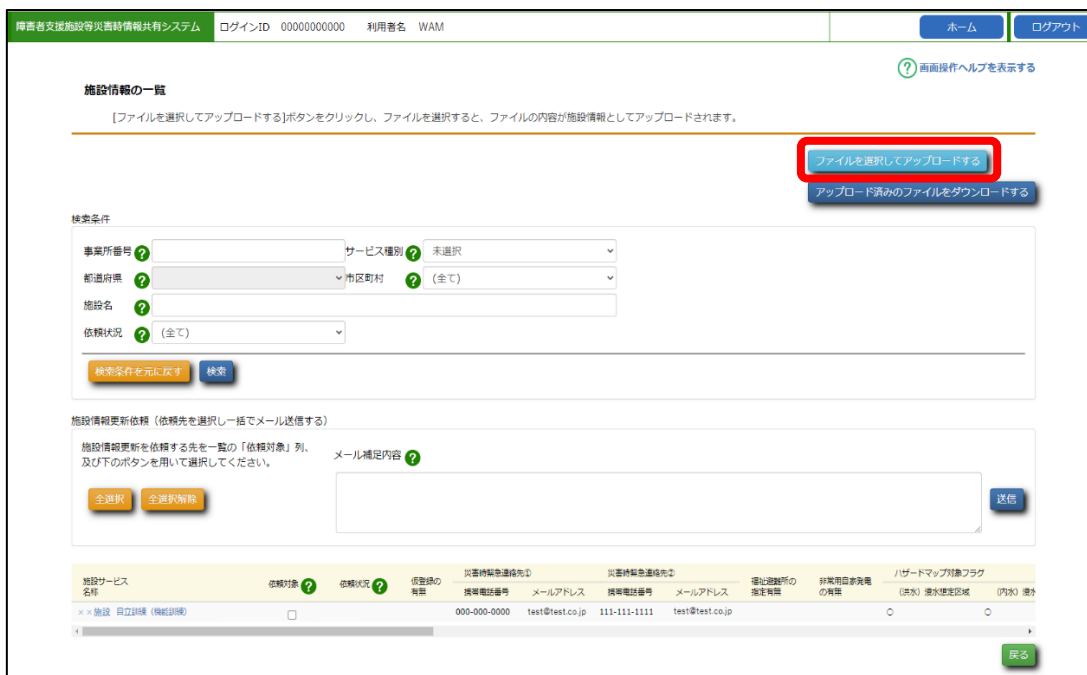 障害者支援施設等災害時情報共有システム ログインID 00000000000 利用者名 WAM ホーム ログアウト
? 画面操作ヘルプを表示する
施設情報の一覧
[ファイルを選択してアップロードする]ボタンをクリックし、ファイルを選択すると、ファイルの内容が施設情報としてアップロードされます。
ファイルを選択してアップロードする
アップロード済みのファイルをダウンロードする
検索条件
事業所番号 ? サービス種別 ? 未選択
都道府県 ? 市区町村 ? (全て)
施設名 ?
依頼状況 ? (全て)
検索条件を元に戻す 検索
施設情報更新依頼（依頼先を選択し一括でメール送信する）
施設情報更新を依頼する先を一覧の「依頼対象」列、
及び下のボタンを用いて選択してください。
メール補足内容 ?
全選択 全選択解除 送信
災害時緊急連絡先① 災害時緊急連絡先② ハザードマップ対象フラグ
施設サービス
名称
依頼対象 ? 依頼状況 ?
仮登録の
有無
携帯電話番号 メールアドレス 携帯電話番号 メールアドレス
福祉避難所の
指定有無
非常用自家発電
の有無
(洪水) 浸水想定区域 (内水) 浸水
××施設 自立訓練（機能訓練） 000-000-0000 test@test.co.jp 111-111-1111 test@test.co.jp ○ ○
戻る